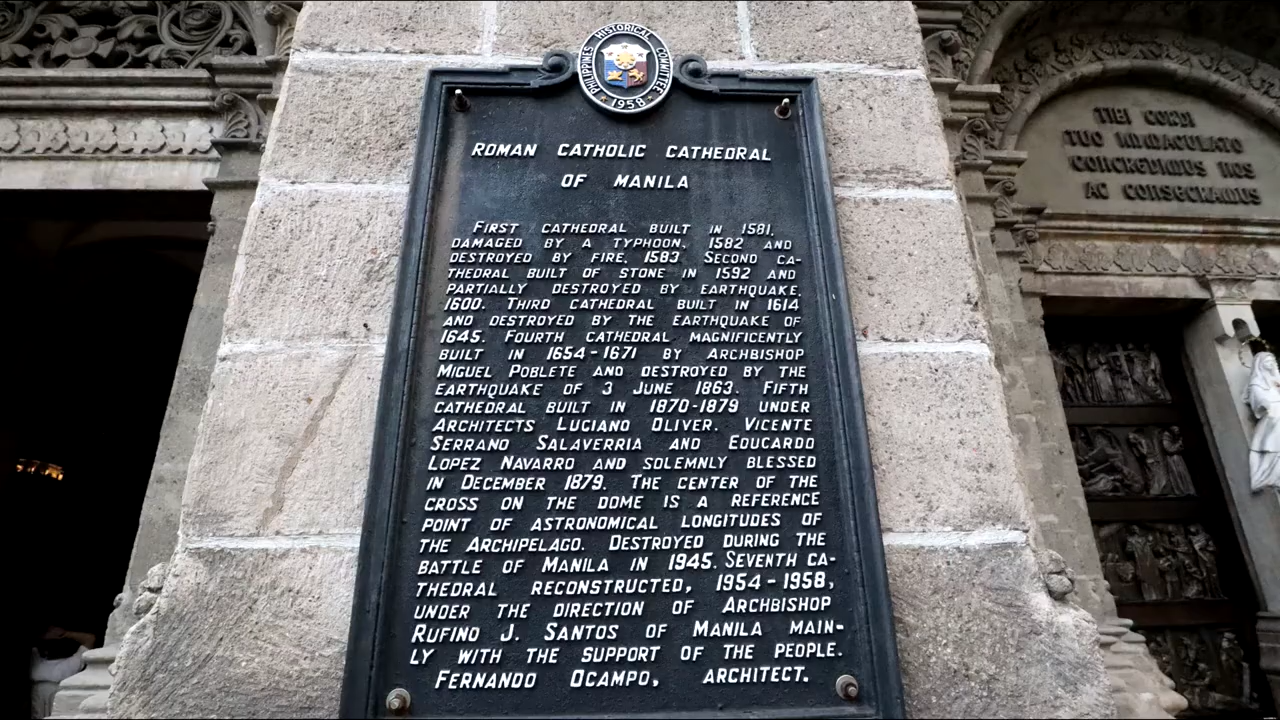 PHILIPPINES HISTORICAL COMMITTEE
1958
ROMAN CATHOLIC CATHEDRAL
OF MANILA
FIRST CATHEDRAL BUILT IN 1581,
DAMAGED BY A TYPHOON, 1582 AND
DESTROYED BY FIRE, 1583 SECOND CA-
THEDRAL BUILT OF STONE IN 1592 AND
PARTIALLY DESTROYED BY EARTHQUAKE,
1600. THIRD CATHEDRAL BUILT IN 1614
AND DESTROYED BY THE EARTHQUAKE OF
1645. FOURTH CATHEDRAL MAGNIFICENTLY
BUILT IN 1654-1671 BY ARCHBISHOP
MIGUEL POBLETE AND DESTROYED BY THE
EARTHQUAKE OF 3 JUNE 1863. FIFTH
CATHEDRAL BUILT IN 1870-1879 UNDER
ARCHITECTS LUCIANO OLIVER. VICENTE
SERRANO SALAVERRIA AND EDUCARDO
LOPEZ NAVARRO AND SOLEMNLY BLESSED
IN DECEMBER 1879. THE CENTER OF THE
CROSS ON THE DOME IS A REFERENCE
POINT OF ASTRONOMICAL LONGITUDES OF
THE ARCHIPELAGO. DESTROYED DURING THE
BATTLE OF MANILA IN 1945. SEVENTH CA-
THEDRAL RECONSTRUCTED, 1954-1958,
UNDER THE DIRECTION OF ARCHBISHOP
RUFINO J. SANTOS OF MANILA MAIN-
LY WITH THE SUPPORT OF THE PEOPLE.
FERNANDO OCAMPO, ARCHITECT.
TIBI CORDI
TUO IMMACULATO
CONCREDIMUS NOS
AC CONSECRAMUS